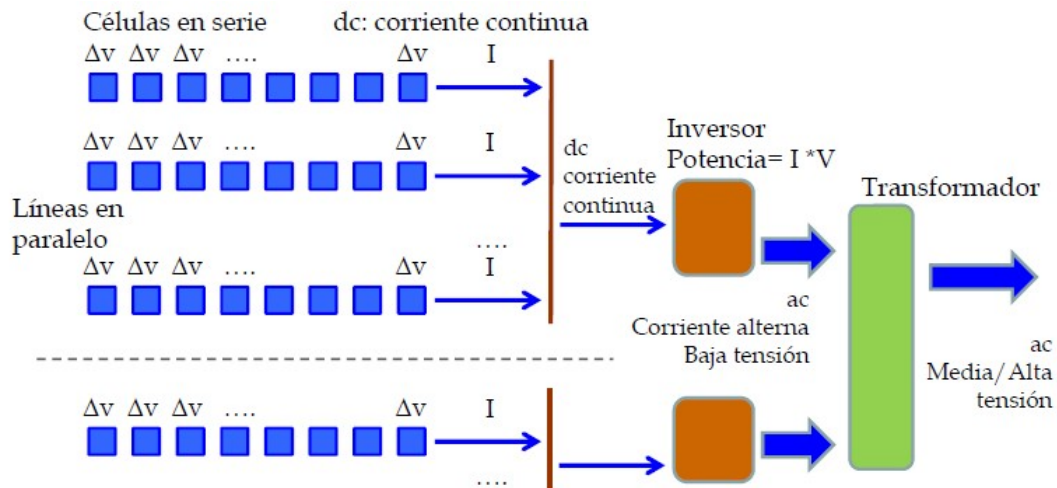 Células en serie
dc: corriente continua
Δv Δv Δv …. Δv I
Δv Δv Δv …. Δv I
Líneas en
paralelo
….
Δv Δv Δv …. Δv I
dc
corriente
continua
Inversor
Potencia= I *V
Transformador
ac
Corriente alterna
Baja tensión
ac
Media/Alta
tensión
Δv Δv Δv …. Δv I
….